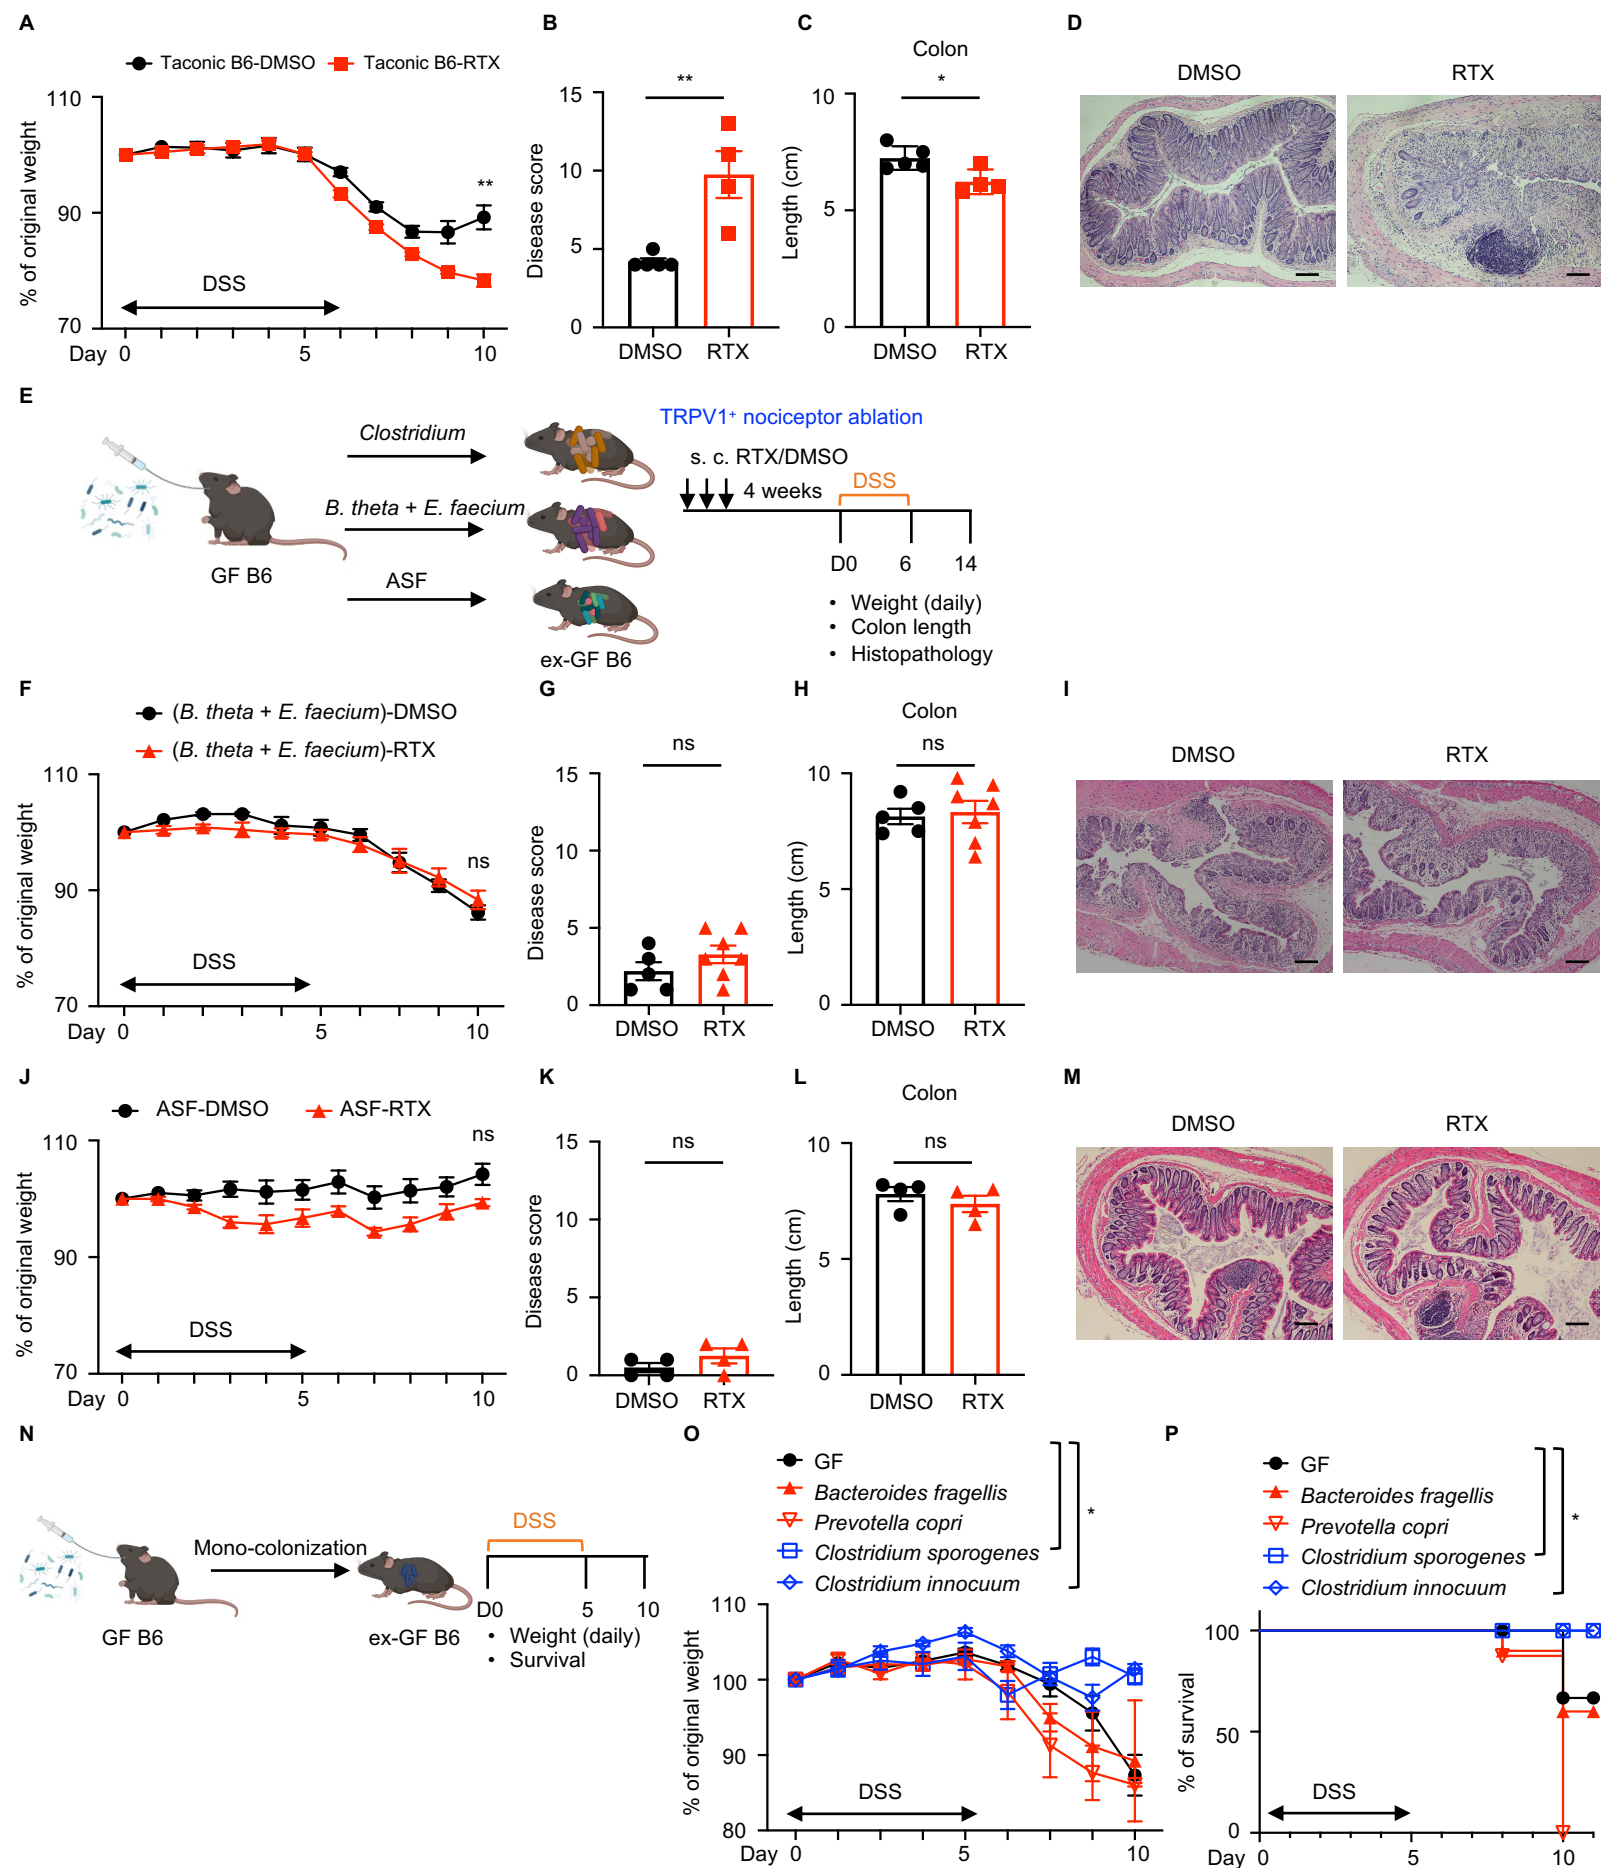 A
Taconic B6-DMSO
Taconic B6-RTX
110
90
70
% of original weight
**
DSS
Day 0 5 10
B
**
15
10
5
0
Disease score
DMSO RTX
C
Colon
*
10
5
0
Length (cm)
DMSO RTX
D
DMSO RTX
E
GF B6
Clostridium
B. theta + E. faecium
ASF
ex-GF B6
TRPV1+ nociceptor ablation
s. c. RTX/DMSO
4 weeks
DSS
D0 6 14
• Weight (daily)
• Colon length
• Histopathology
F
(B. theta + E. faecium)-DMSO
(B. theta + E. faecium)-RTX
110
90
70
% of original weight
ns
DSS
Day 0 5 10
G
ns
15
10
5
0
Disease score
DMSO RTX
H
Colon
ns
10
5
0
Length (cm)
DMSO RTX
I
DMSO RTX
J
ASF-DMSO
ASF-RTX
110
90
70
% of original weight
ns
DSS
Day 0 5 10
K
ns
15
10
5
0
Disease score
DMSO RTX
L
Colon
ns
10
5
0
Length (cm)
DMSO RTX
M
DMSO RTX
N
GF B6
Mono-colonization
ex-GF B6
DSS
D0 5 10
• Weight (daily)
• Survival
O
GF
Bacteroides fragellis
Prevotella copri
Clostridium sporogenes
Clostridium innocuum
*
110
100
90
80
% of original weight
DSS
Day 0 5 10
P
GF
Bacteroides fragellis
Prevotella copri
Clostridium sporogenes
Clostridium innocuum
*
100
50
0
% of survival
DSS
Day 0 5 10